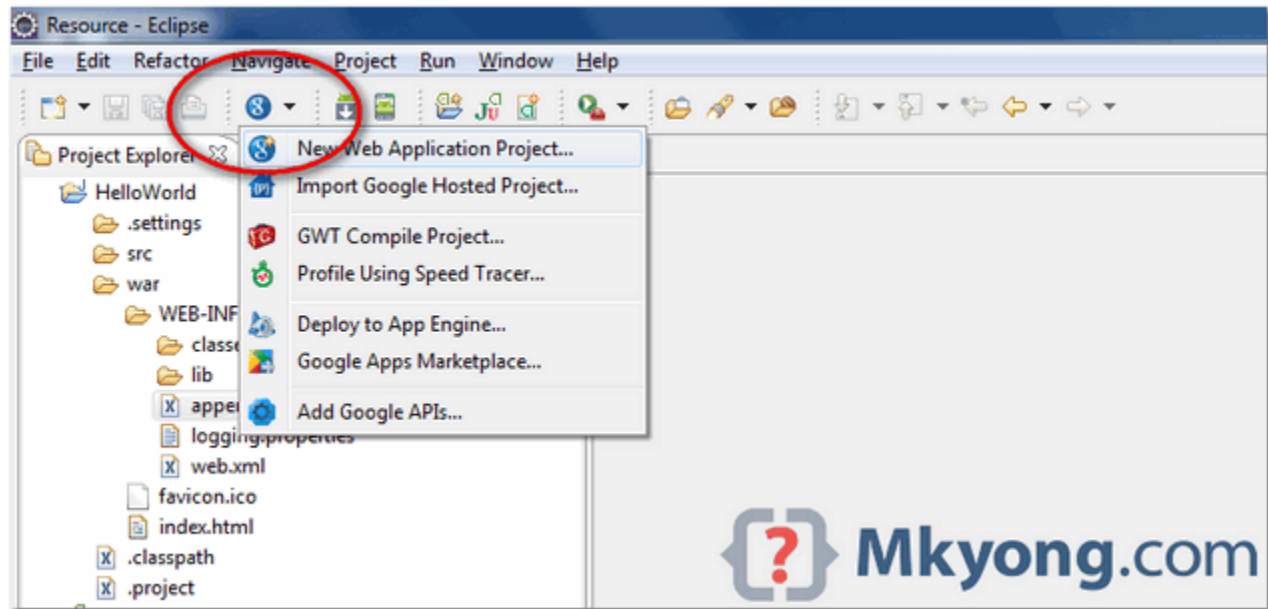 Resource - Eclipse
File Edit Refactor Navigate Project Run Window Help
Project Explorer
New Web Application Project...
HelloWorld
Import Google Hosted Project...
.settings
GWT Compile Project...
src
Profile Using Speed Tracer...
war
WEB-INF
Deploy to App Engine...
classe
Google Apps Marketplace...
lib
appe
Add Google APIs...
logging.properties
web.xml
favicon.ico
index.html
.classpath
.project
Mkyong.com